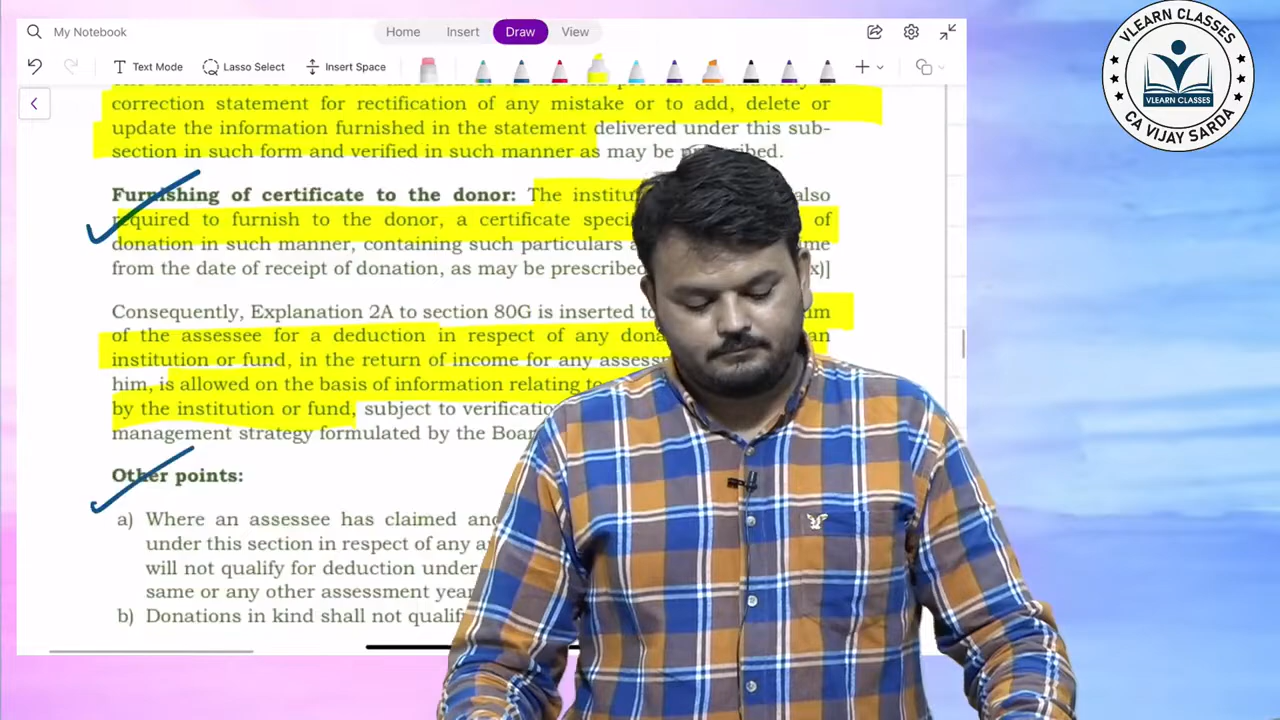 My Notebook
Home Insert Draw View
Text Mode Lasso Select Insert Space
correction statement for rectification of any mistake or to add, delete or
update the information furnished in the statement delivered under this sub-
section in such form and verified in such manner as may be
Furnishing of certificate to the donor: The also
required to furnish to the donor, a certificate of
donation in such manner, containing such particulars
from the date of receipt of donation, as may be prescribed
Consequently, Explanation 2A to section 80G is inserted
of the assessee for a deduction in respect of any
institution or fund, in the return of income for any
him, is allowed on the basis of information relating to
by the institution or fund, subject to
management strategy formulated by the
Other points:
a) Where an assessee has claimed
under this section in respect of any
will not qualify for deduction under
same or any other assessment
b) Donations in kind shall not
VLEARN CLASSES
VLEARN CLASSES
CA VIJAY SARDA